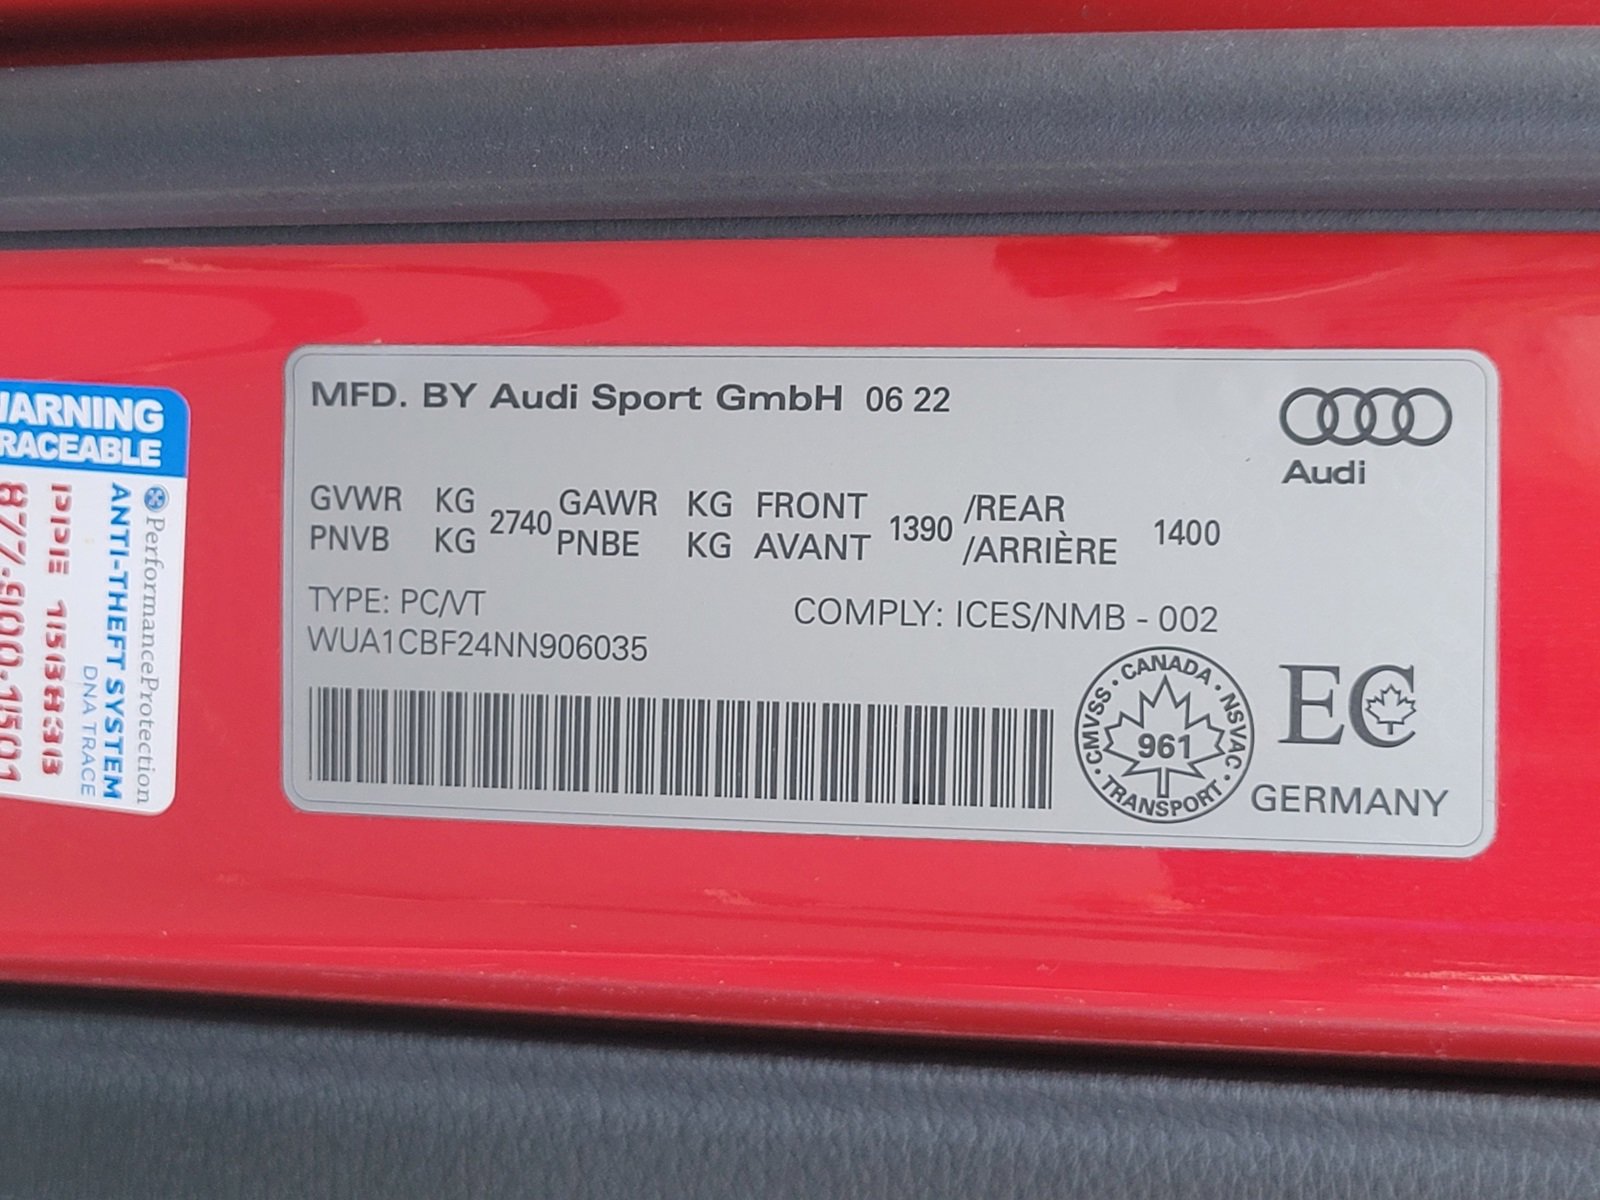 MFD. BY Audi Sport GmbH 06 22
Audi
GVWR KG 2740 GAWR KG FRONT 1390 /REAR 1400
PNVB KG PNBE KG AVANT /ARRIÈRE
TYPE: PC/VT
COMPLY: ICES/NMB - 002
WUA1CBF24NN906035
CMVSS · CANADA · NSVAC · TRANSPORT ·
961
EC
GERMANY
PerformanceProtection
ANTI-THEFT SYSTEM
DNA TRACE